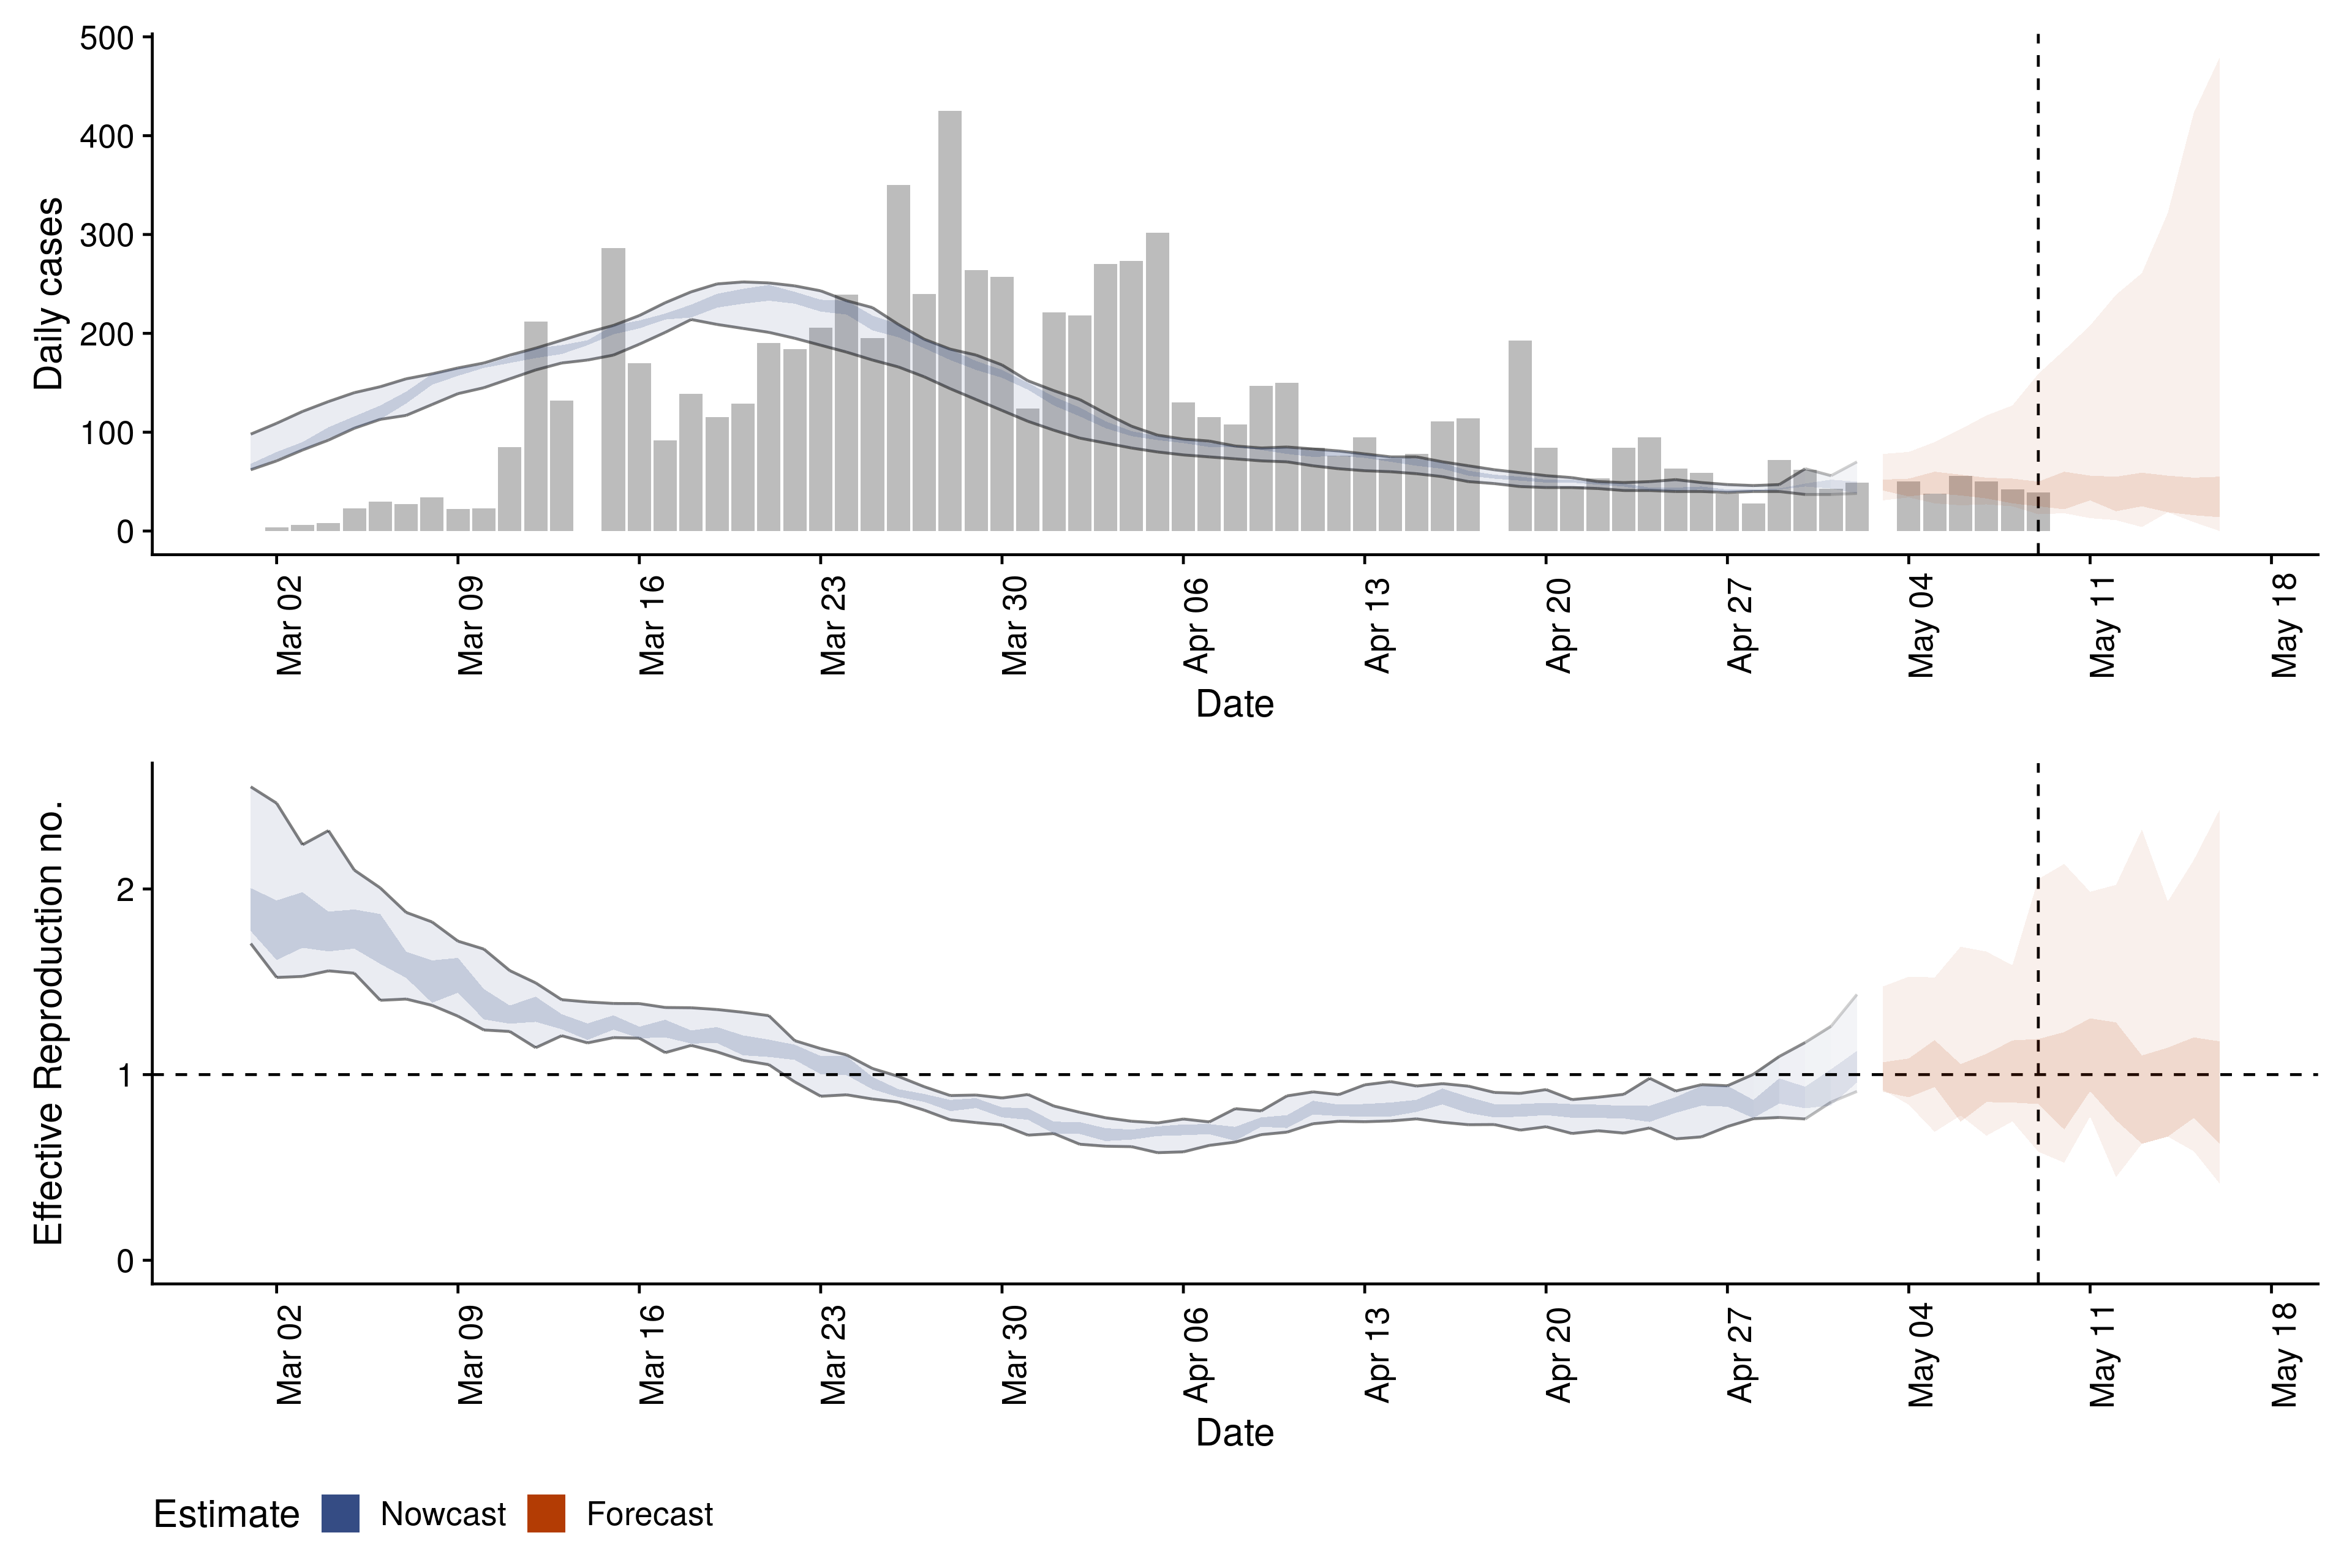 Daily cases
500
400
300
200
100
0
Mar 02
Mar 09
Mar 16
Mar 23
Mar 30
Apr 06
Apr 13
Apr 20
Apr 27
May 04
May 11
May 18
Date
Effective Reproduction no.
2
1
0
Mar 02
Mar 09
Mar 16
Mar 23
Mar 30
Apr 06
Apr 13
Apr 20
Apr 27
May 04
May 11
May 18
Date
Estimate Nowcast Forecast